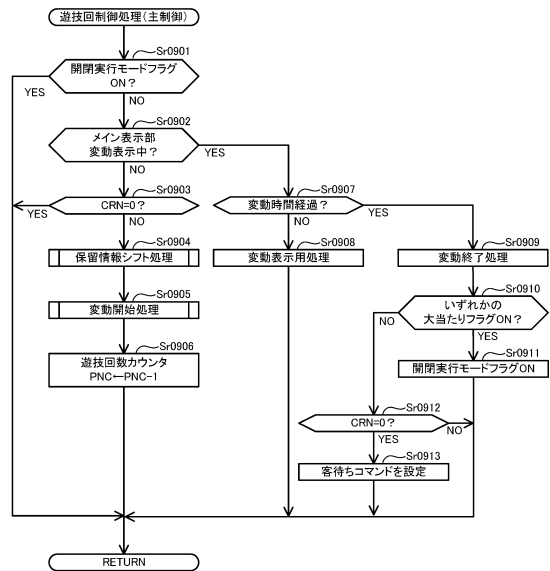 遊技回制御処理(主制御)
Sr0901
開閉実行モードフラグ
ON?
YES
NO
Sr0902
メイン表示部
変動表示中?
YES
NO
Sr0903
CRN=0?
YES
NO
Sr0907
変動時間経過?
YES
NO
Sr0904
保留情報シフト処理
Sr0908
変動表示用処理
Sr0909
変動終了処理
Sr0905
変動開始処理
Sr0910
いずれかの
大当たりフラグON?
NO
YES
Sr0906
遊技回数カウンタ
PNC←PNC-1
Sr0911
開閉実行モードフラグON
Sr0912
CRN=0?
NO
YES
Sr0913
客待ちコマンドを設定
RETURN